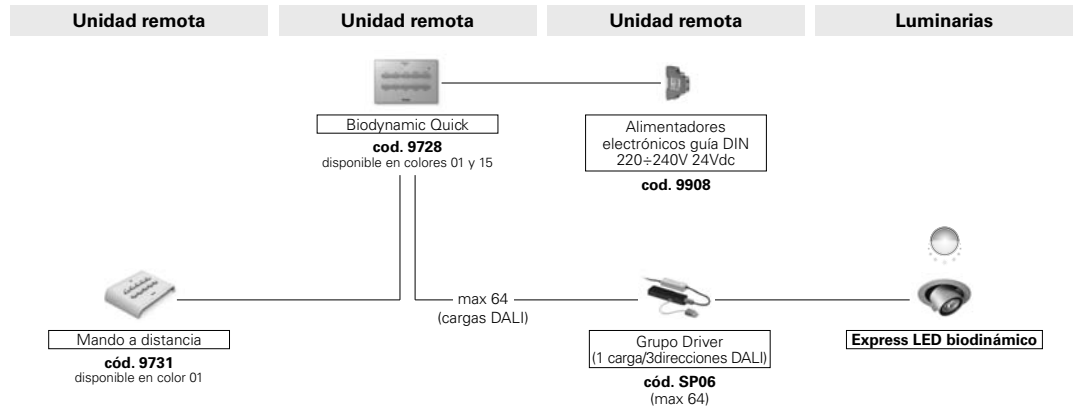 Unidad remota
Unidad remota
Unidad remota
Luminarias
Biodynamic Quick
cod. 9728
disponible en colores 01 y 15
Alimentadores
electrónicos guía DIN
220÷240V 24Vdc
cod. 9908
max 64
(cargas DALI)
Mando a distancia
cód. 9731
disponible en color 01
Grupo Driver
(1 carga/3direcciones DALI)
cód. SP06
(max 64)
Express LED biodinámico